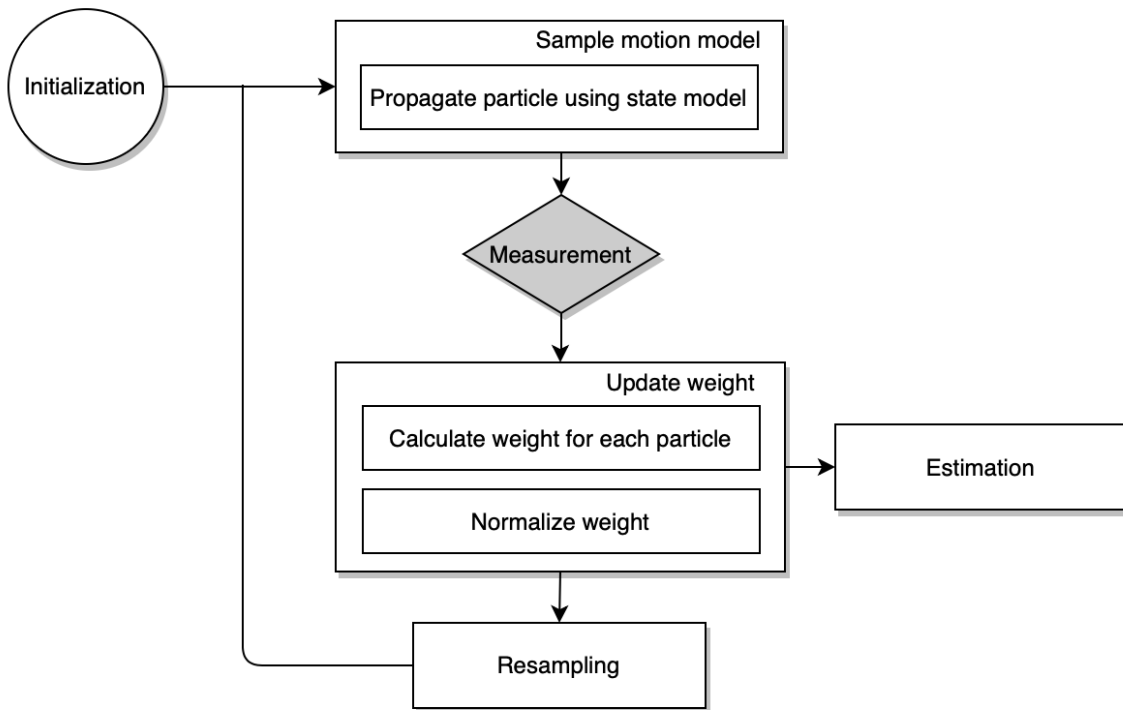 Initialization
Sample motion model
Propagate particle using state model
Measurement
Update weight
Calculate weight for each particle
Normalize weight
Estimation
Resampling